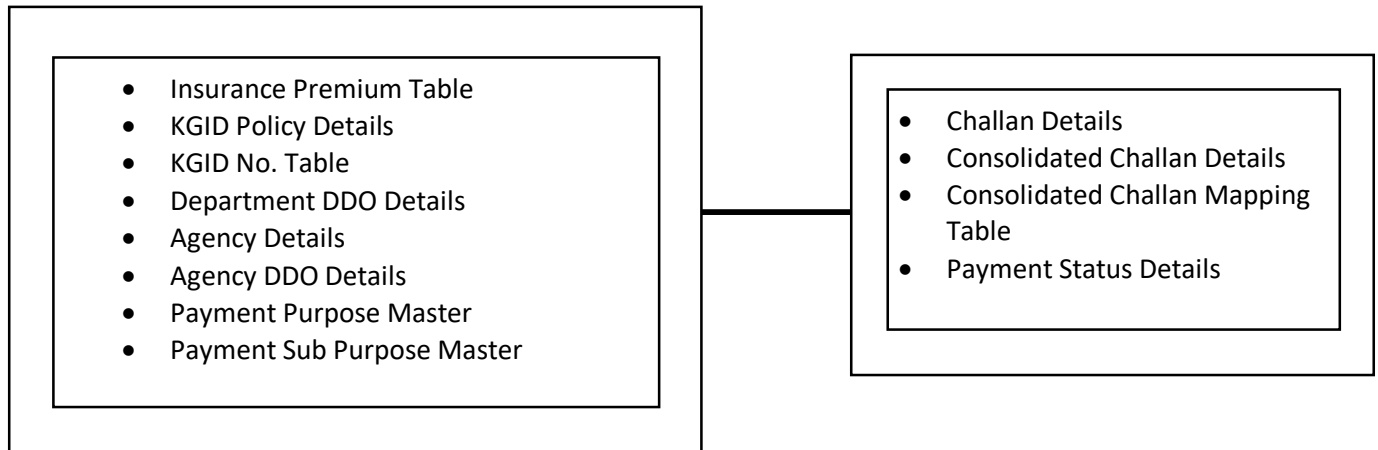 • Insurance Premium Table
• KGID Policy Details
• KGID No. Table
• Department DDO Details
• Agency Details
• Agency DDO Details
• Payment Purpose Master
• Payment Sub Purpose Master
• Challan Details
• Consolidated Challan Details
• Consolidated Challan Mapping
Table
• Payment Status Details